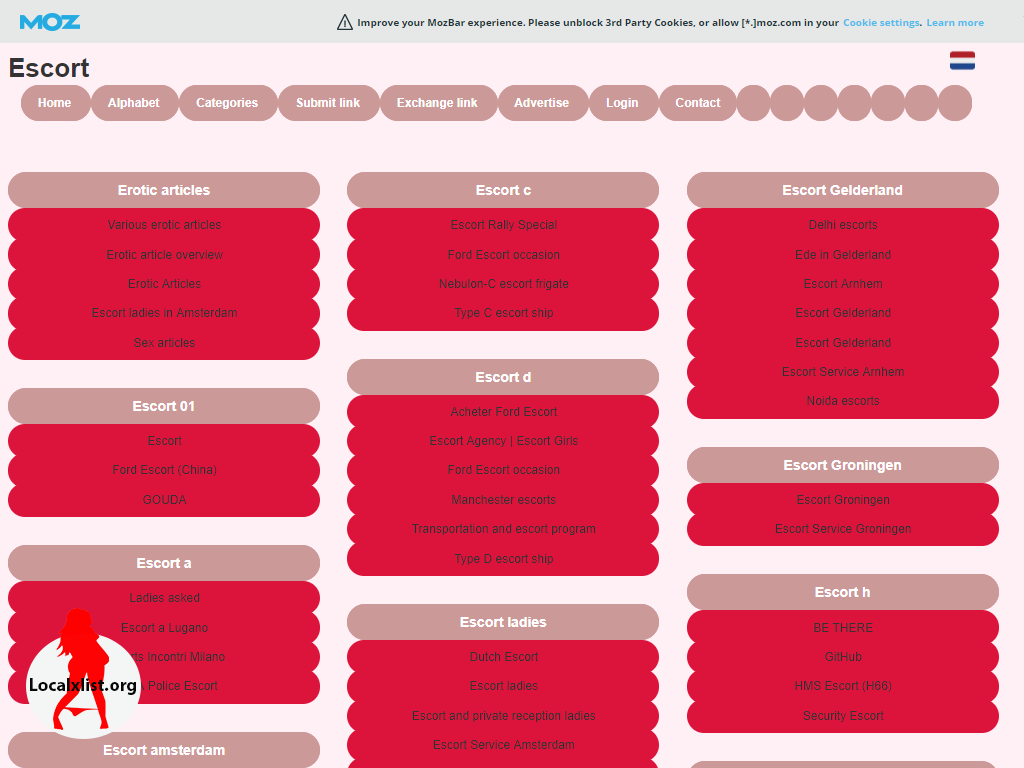 MOZ
Improve your MozBar experience. Please unblock 3rd Party Cookies, or allow [*.]moz.com in your Cookie settings. Learn more
Escort
Home
Alphabet
Categories
Submit link
Exchange link
Advertise
Login
Contact
Erotic articles
Various erotic articles
Erotic article overview
Erotic Articles
Escort ladies in Amsterdam
Sex articles
Escort 01
Escort
Ford Escort (China)
GOUDA
Escort a
Ladies asked
Escort a Lugano
rts Incontri Milano
Police Escort
Localxlist.org
Escort amsterdam
Escort c
Escort Rally Special
Ford Escort occasion
Nebulon-C escort frigate
Type C escort ship
Escort d
Acheter Ford Escort
Escort Agency | Escort Girls
Ford Escort occasion
Manchester escorts
Transportation and escort program
Type D escort ship
Escort ladies
Dutch Escort
Escort ladies
Escort and private reception ladies
Escort Service Amsterdam
Escort Gelderland
Delhi escorts
Ede in Gelderland
Escort Arnhem
Escort Gelderland
Escort Gelderland
Escort Service Arnhem
Noida escorts
Escort Groningen
Escort Groningen
Escort Service Groningen
Escort h
BE THERE
GitHub
HMS Escort (H66)
Security Escort